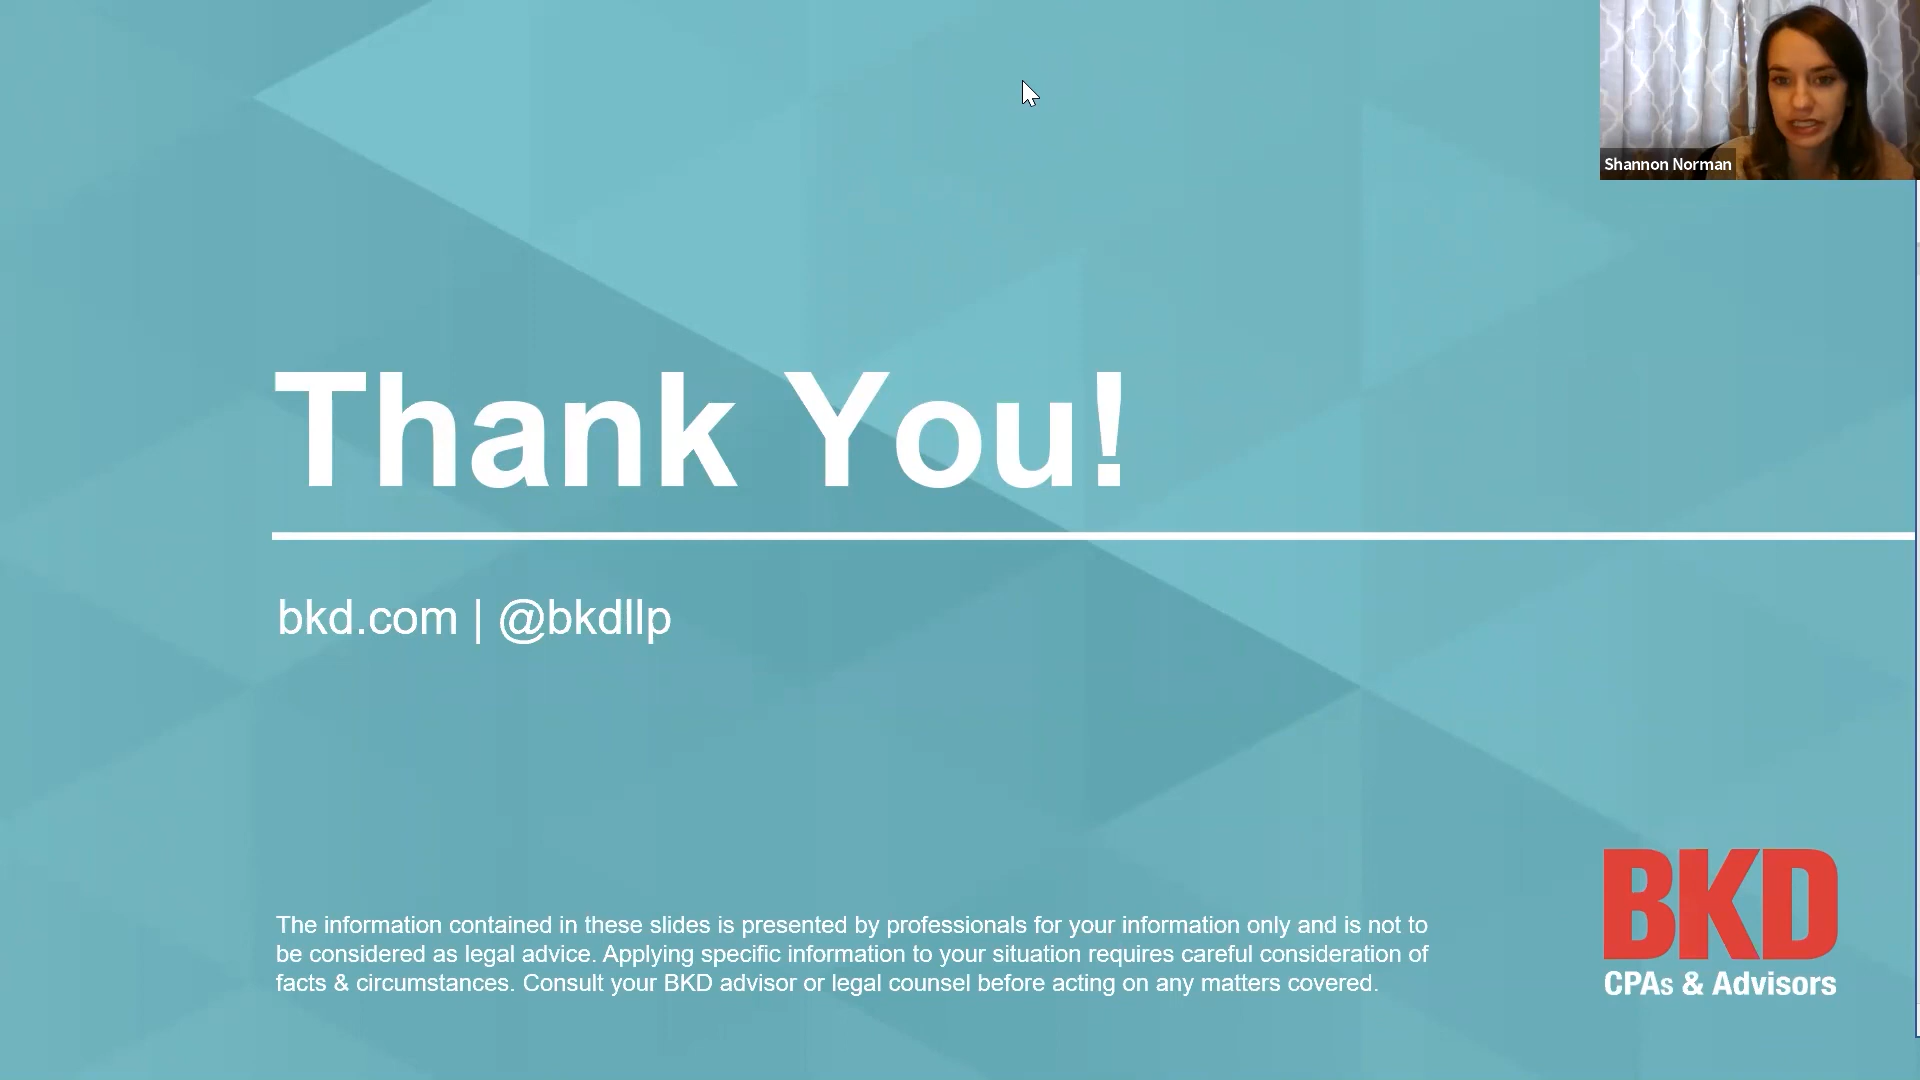 Shannon Norman
Thank You!
bkd.com | @bkdllp
The information contained in these slides is presented by professionals for your information only and is not to
be considered as legal advice. Applying specific information to your situation requires careful consideration of
facts & circumstances. Consult your BKD advisor or legal counsel before acting on any matters covered.
BKD
CPAs & Advisors